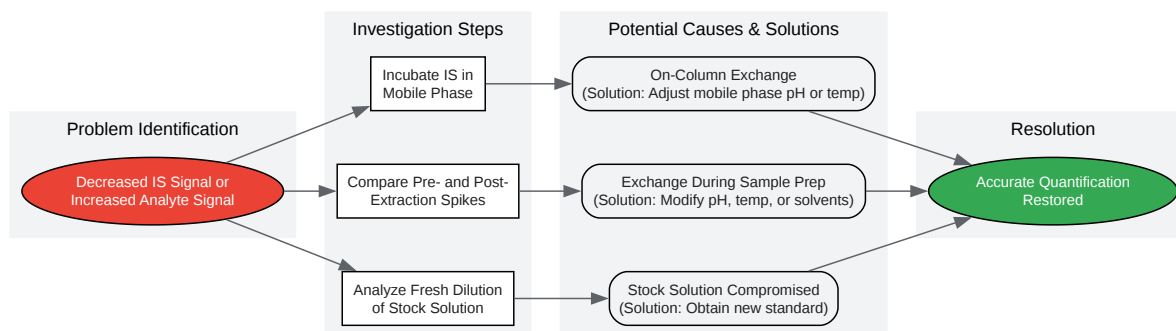 Investigation Steps
Potential Causes & Solutions
Incubate IS in
Mobile Phase
On-Column Exchange
(Solution: Adjust mobile phase pH or temp)
Problem Identification
Resolution
Decreased IS Signal or
Increased Analyte Signal
Compare Pre- and Post-
Extraction Spikes
Exchange During Sample Prep
(Solution: Modify pH, temp, or solvents)
Accurate Quantification
Restored
Analyze Fresh Dilution
of Stock Solution
Stock Solution Compromised
(Solution: Obtain new standard)